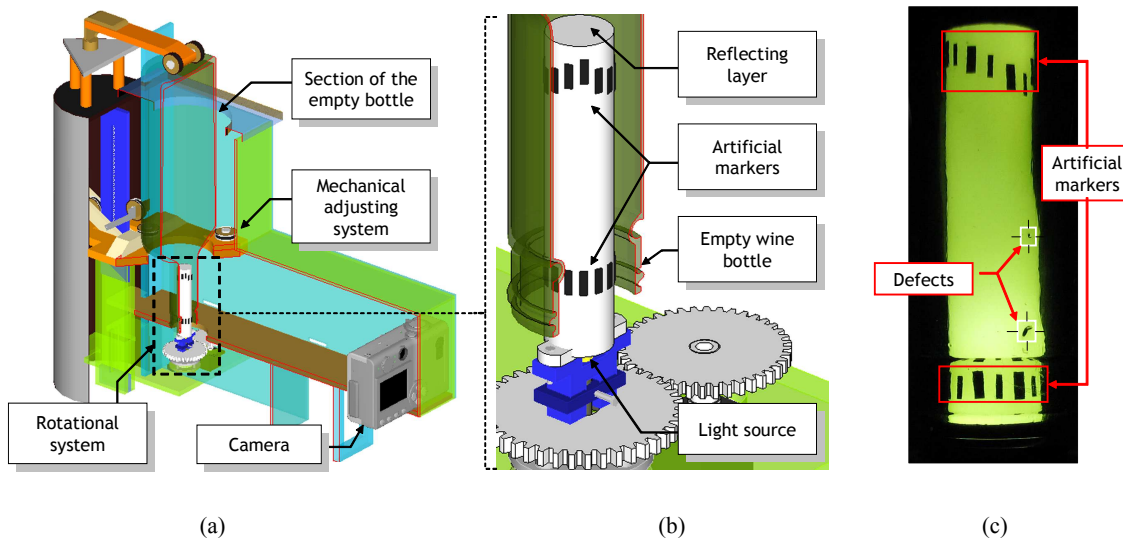 Section of the
empty bottle
Mechanical
adjusting
system
Rotational
system
Camera
(a)
Reflecting
layer
Artificial
markers
Empty wine
bottle
Light source
(b)
Artificial
markers
Defects
(c)